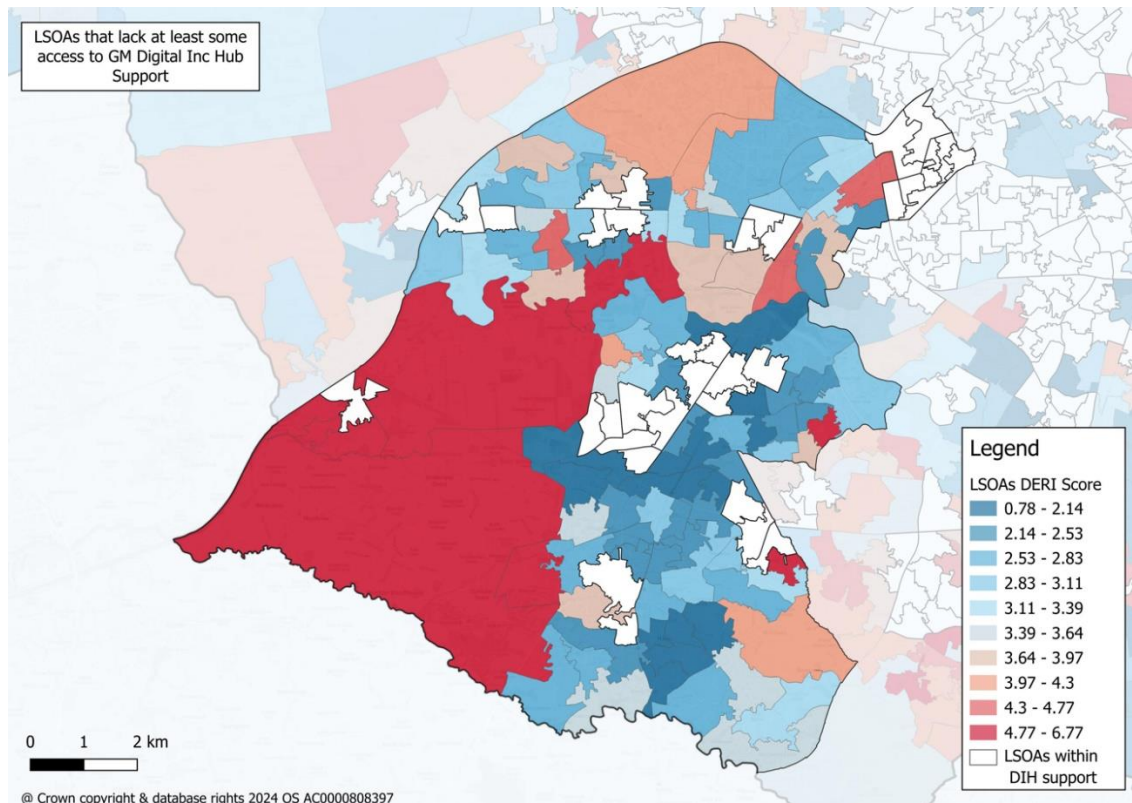 LSOAs that lack at least some
access to GM Digital Inc Hub
Support
Legend
LSOAs DERI Score
0.78 - 2.14
2.14 - 2.53
2.53 - 2.83
2.83 - 3.11
3.11 - 3.39
3.39 - 3.64
3.64 - 3.97
3.97 - 4.3
4.3 - 4.77
4.77 - 6.77
LSOAs within
DIH support
0 1 2 km
@ Crown copyright & database rights 2024 OS AC0000808397